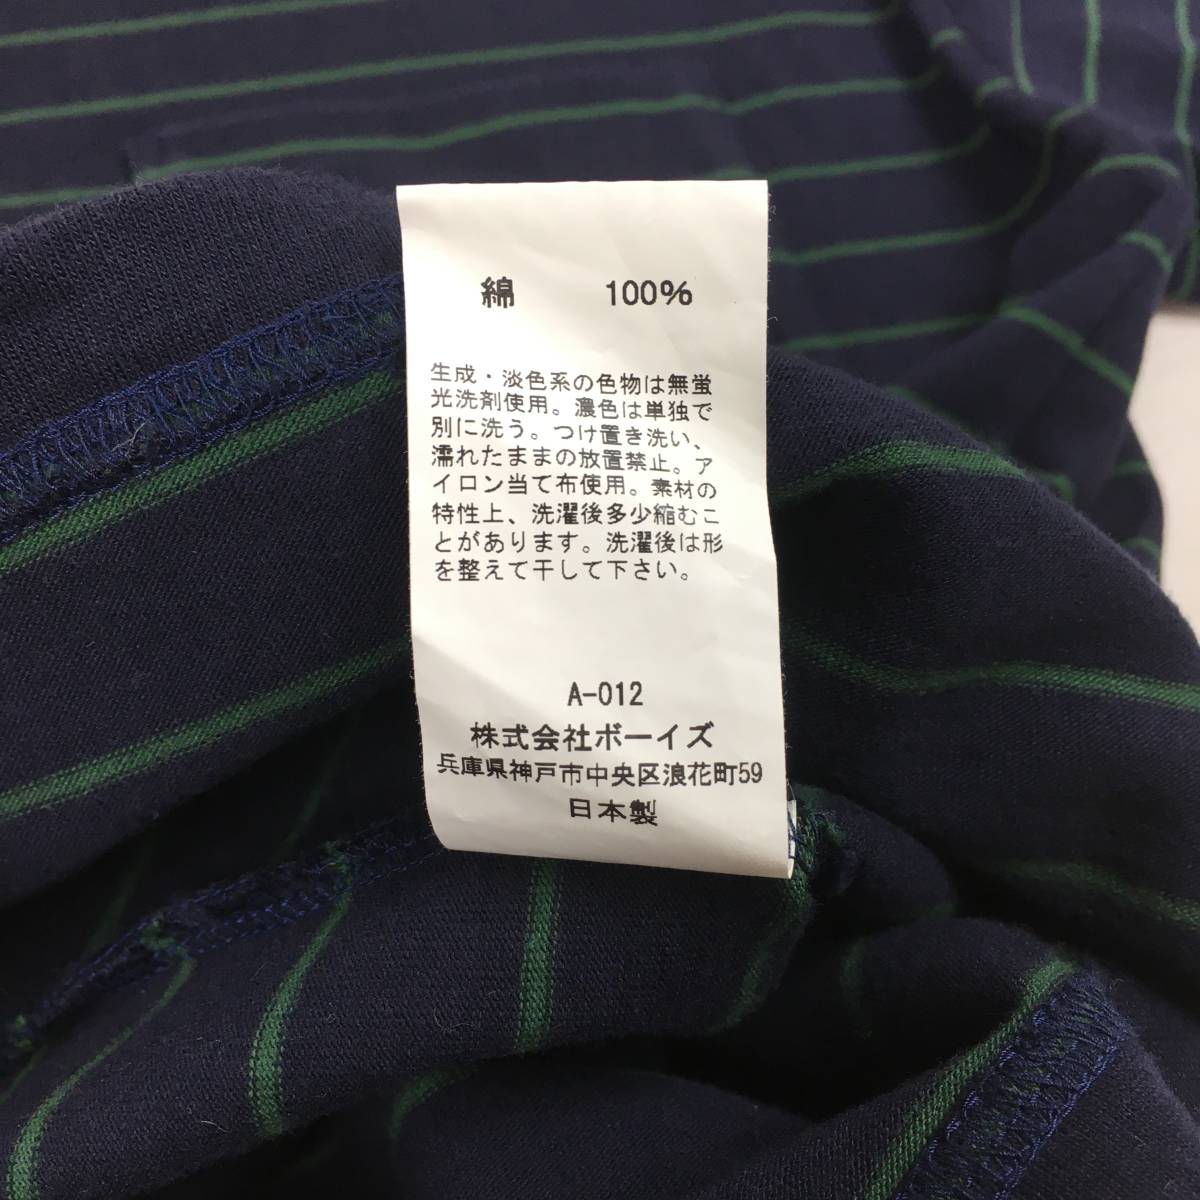 綿 100%
生成・淡色系の色物は無蛍
光洗剤使用。濃色は単独で
別に洗う。つけ置き洗い、
濡れたままの放置禁止。ア
イロン当て布使用。素材の
特性上、洗濯後多少縮むこ
とがあります。洗濯後は形
を整えて干して下さい。
A-012
株式会社ボーイズ
兵庫県神戸市中央区浪花町59
日本製